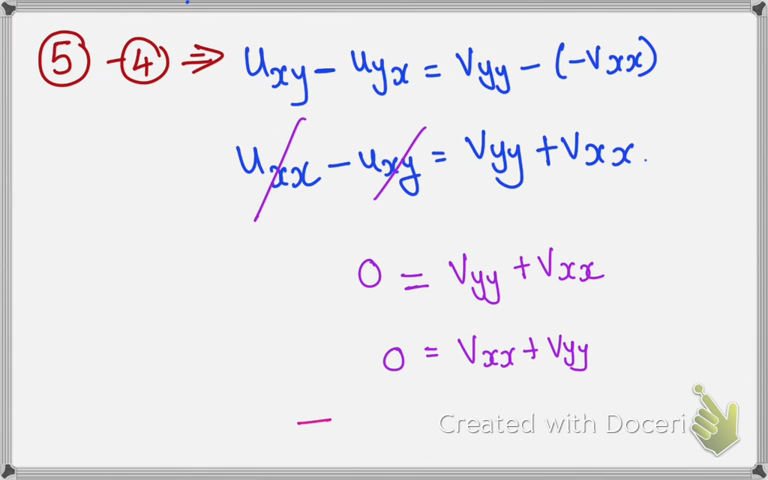 ⑤ - ④ ⇒ uxy - uyx = Vyy - (-Vxx)
uxx - uxy = Vyy + Vxx.
0 = Vyy + Vxx
0 = Vxx + Vyy
Created with Doceri